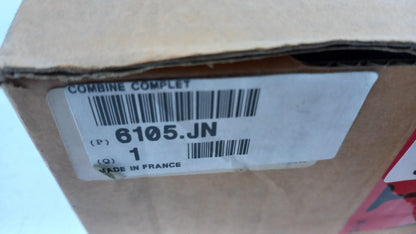 COMBINE COMPLET
(P) 6105.JN
(Q) 1
MADE IN FRANCE